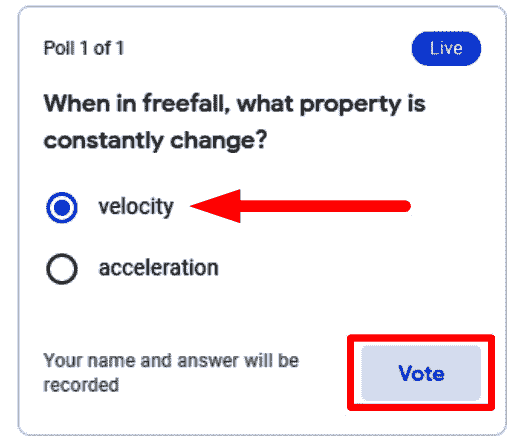 Poll 1 of 1
Live
When in freefall, what property is
constantly change?
velocity
acceleration
Your name and answer will be
recorded
Vote